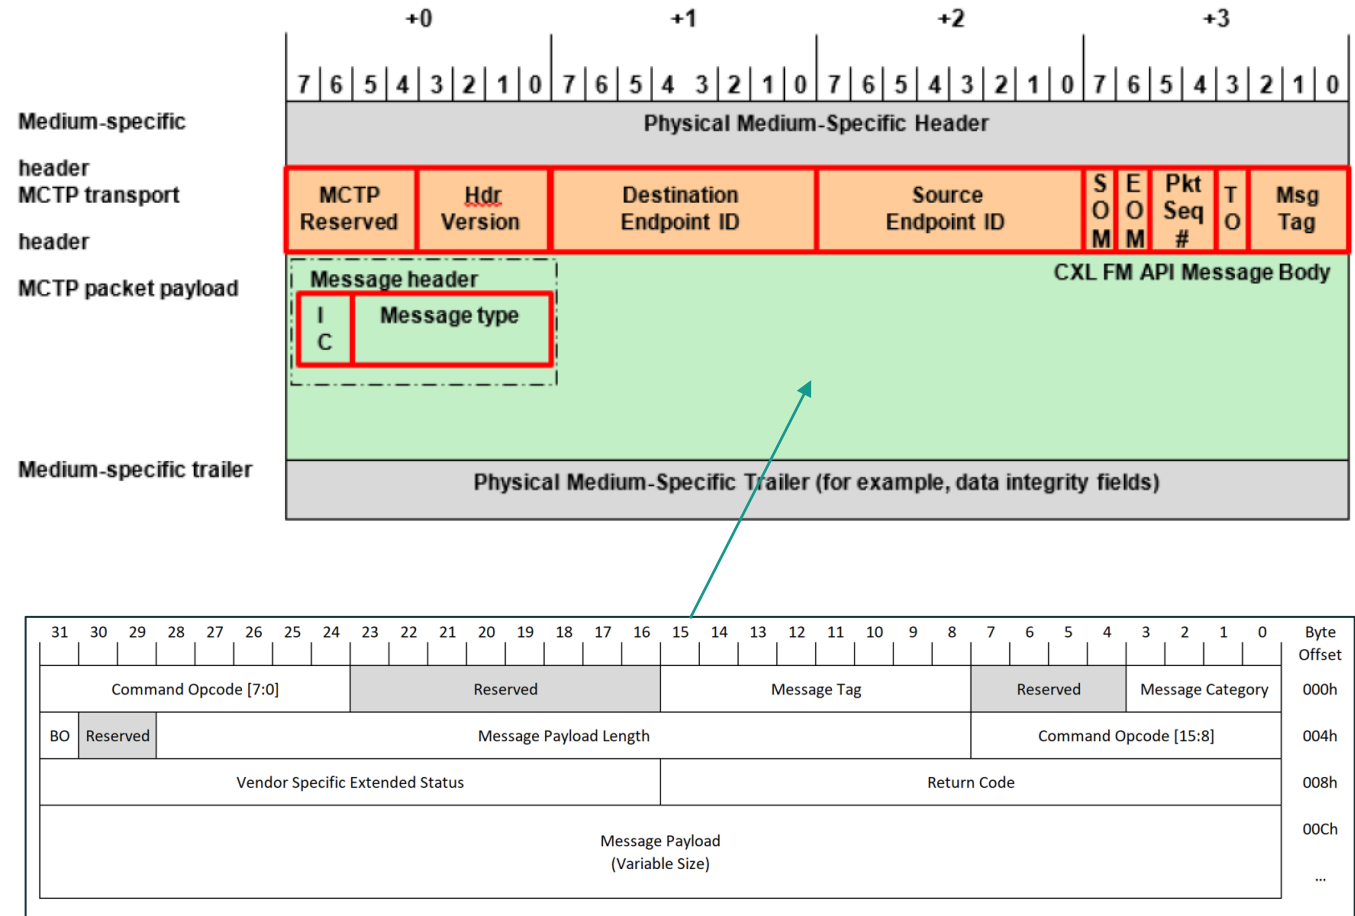 +0 +1 +2 +3
7 6 5 4 3 2 1 0 7 6 5 4 3 2 1 0 7 6 5 4 3 2 1 0 7 6 5 4 3 2 1 0
Medium-specific
header
Physical Medium-Specific Header
MCTP transport
header
MCTP
Reserved
Hdr
Version
Destination
Endpoint ID
Source
Endpoint ID
S
O
M
E
O
M
Pkt
Seq
#
T
O
Msg
Tag
MCTP packet payload
Message header
I
C
Message type
CXL FM API Message Body
Medium-specific trailer
Physical Medium-Specific Trailer (for example, data integrity fields)
31 30 29 28 27 26 25 24 23 22 21 20 19 18 17 16 15 14 13 12 11 10 9 8 7 6 5 4 3 2 1 0 Byte
Offset
Command Opcode [7:0] Reserved Message Tag Reserved Message Category 000h
BO Reserved Message Payload Length Command Opcode [15:8] 004h
Vendor Specific Extended Status Return Code 008h
00Ch
Message Payload
(Variable Size)
...